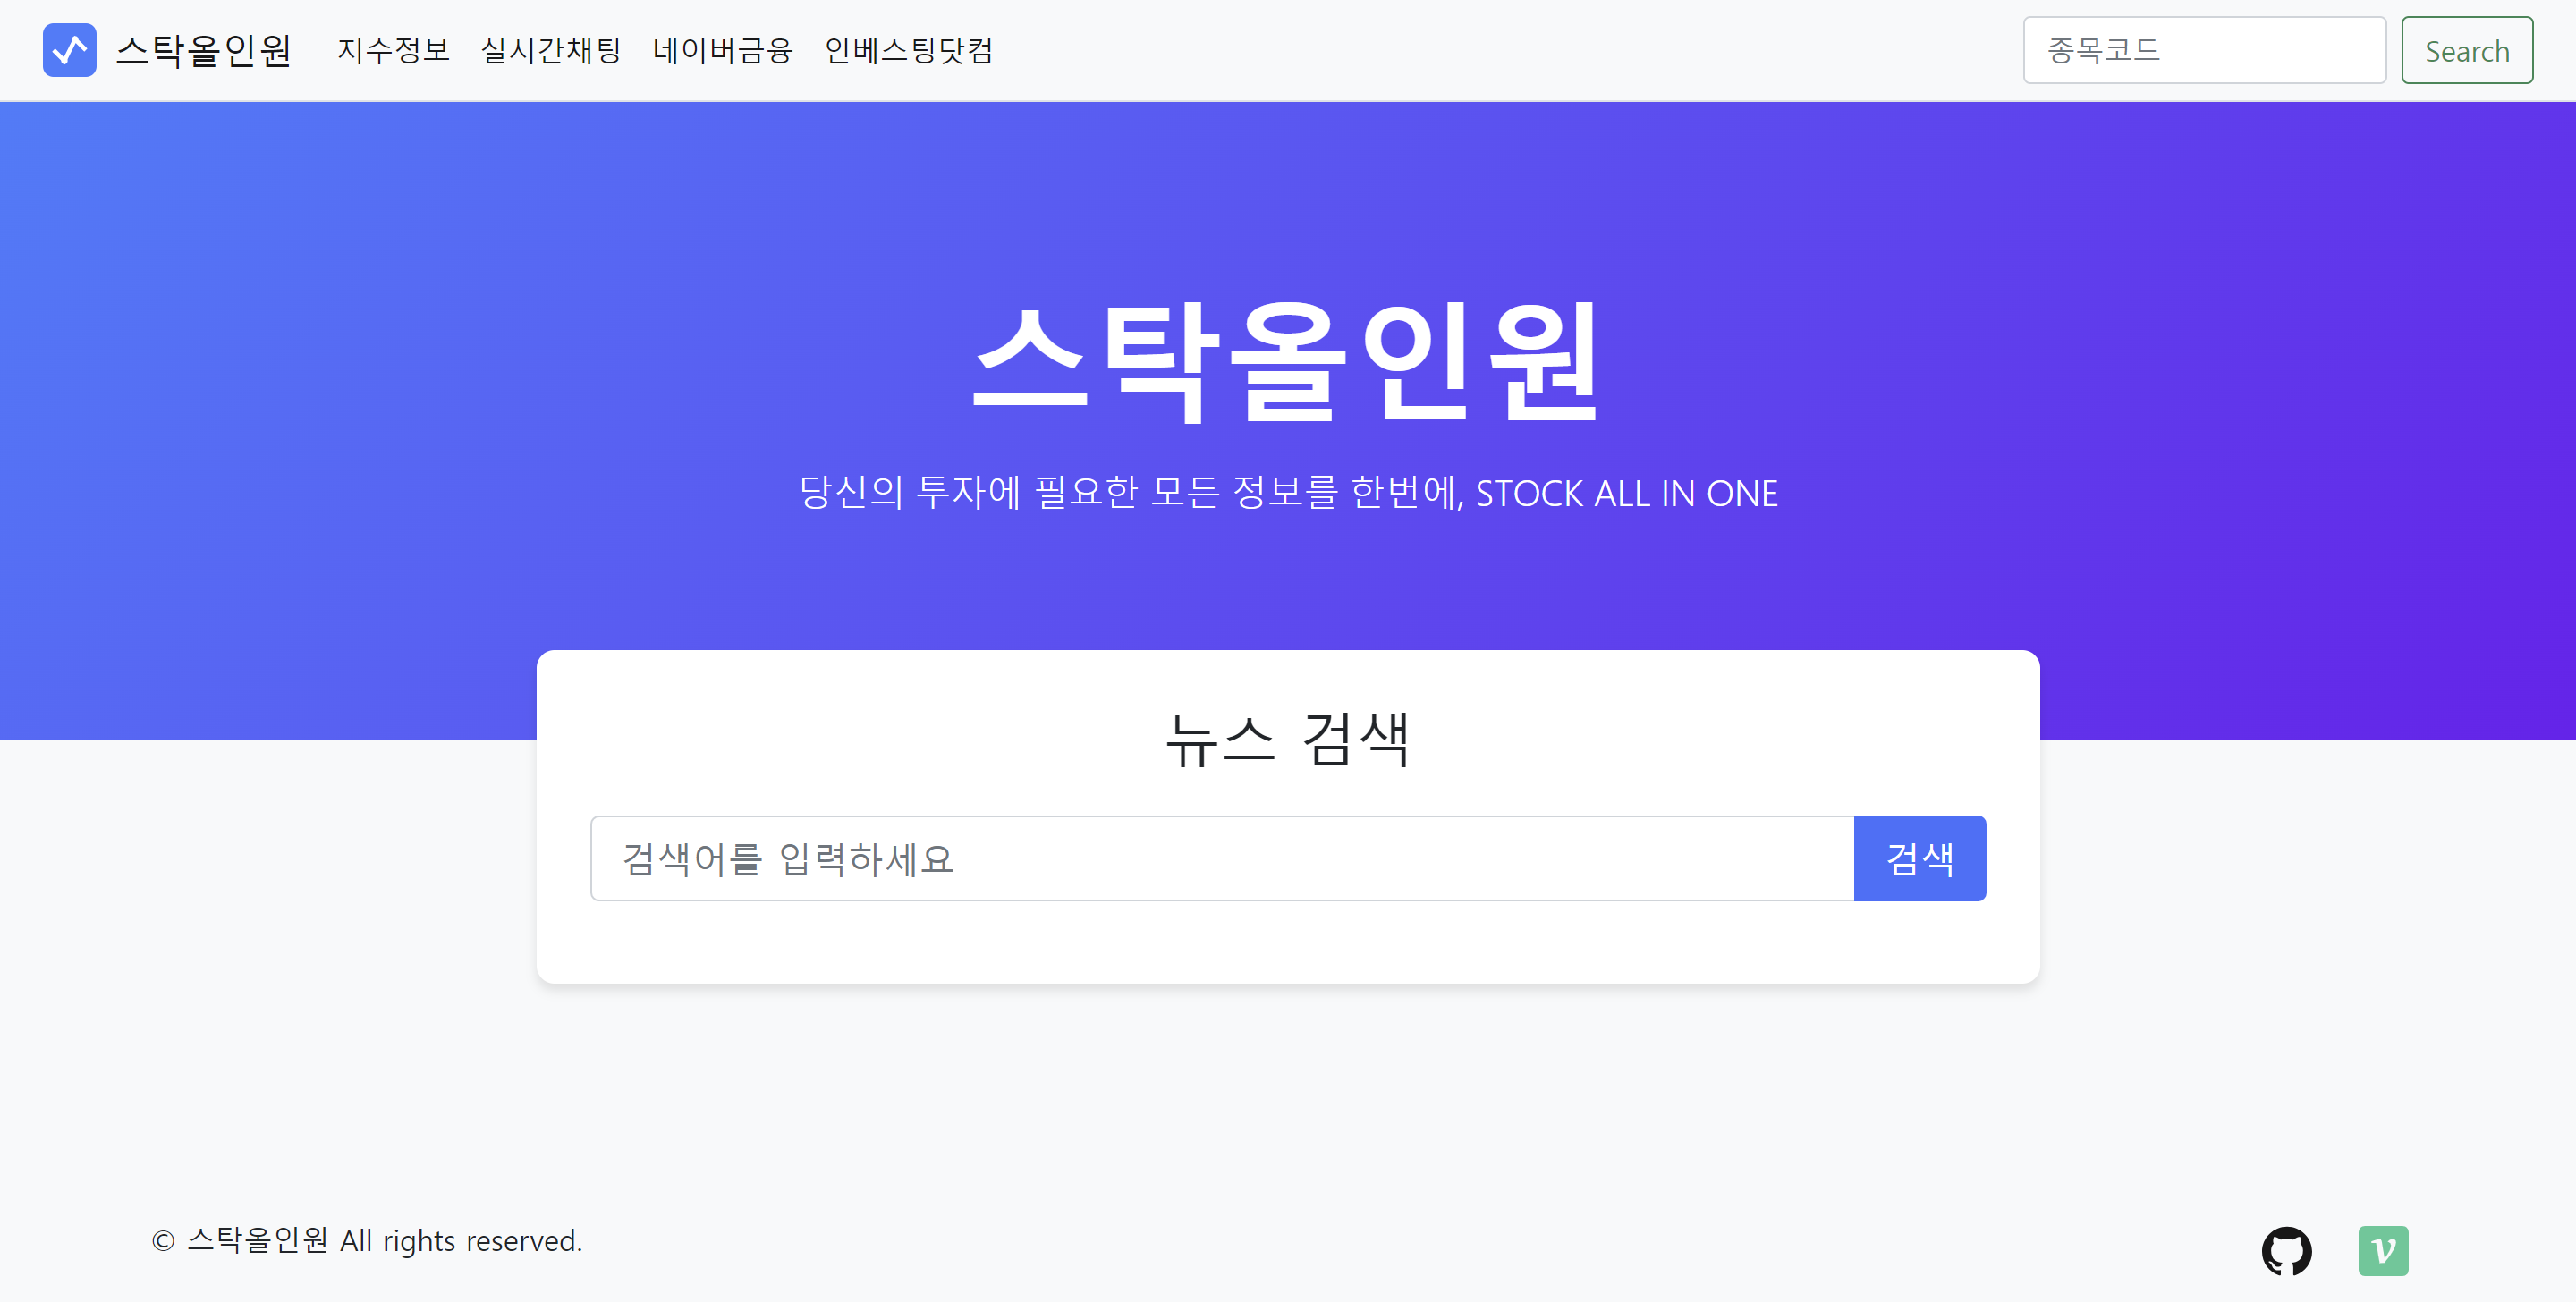 스탁올인원 지수정보 실시간채팅 네이버금융 인베스팅닷컴 종목코드 Search
스탁올인원
당신의 투자에 필요한 모든 정보를 한번에, STOCK ALL IN ONE
뉴스 검색
검색어를 입력하세요 검색
© 스탁올인원 All rights reserved. v